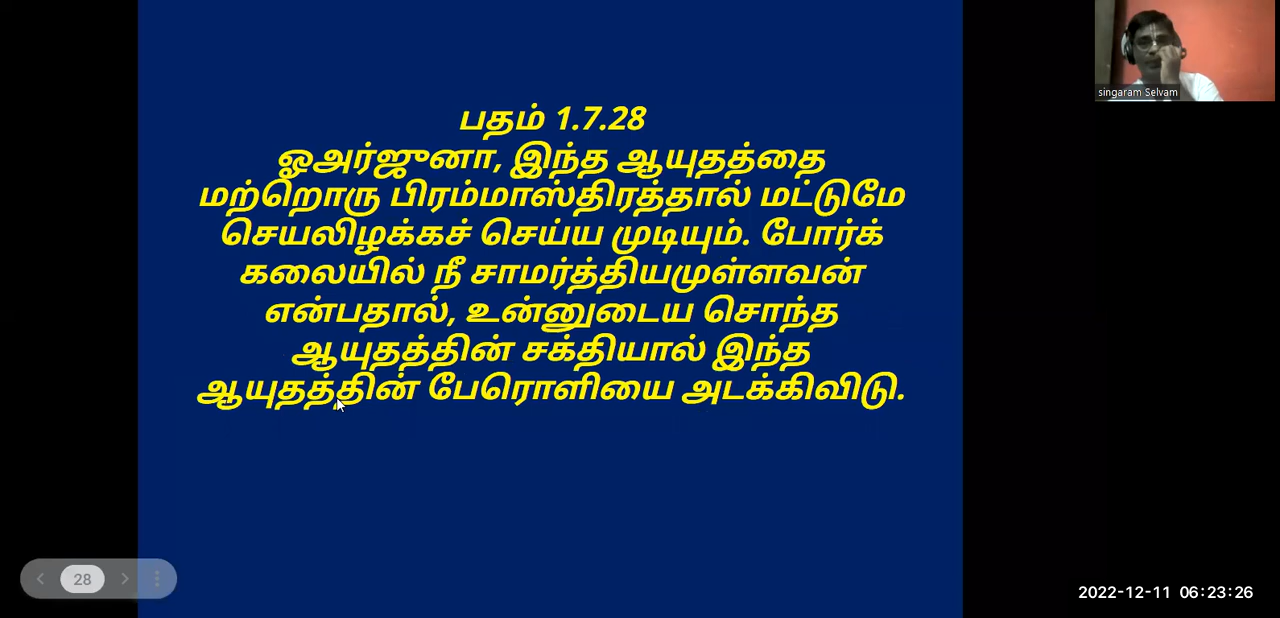 பதம் 1.7.28
ஓஅர்ஜுனா, இந்த ஆயுதத்தை
மற்றொரு பிரம்மாஸ்திரத்தால் மட்டுமே
செயலிழக்கச் செய்ய முடியும். போர்க்
கலையில் நீ சாமர்த்தியமுள்ளவன்
என்பதால், உன்னுடைய சொந்த
ஆயுதத்தின் சக்தியால் இந்த
ஆயுதத்தின் பேரொளியை அடக்கிவிடு.
singaram Selvam
28
2022-12-11 06:23:26